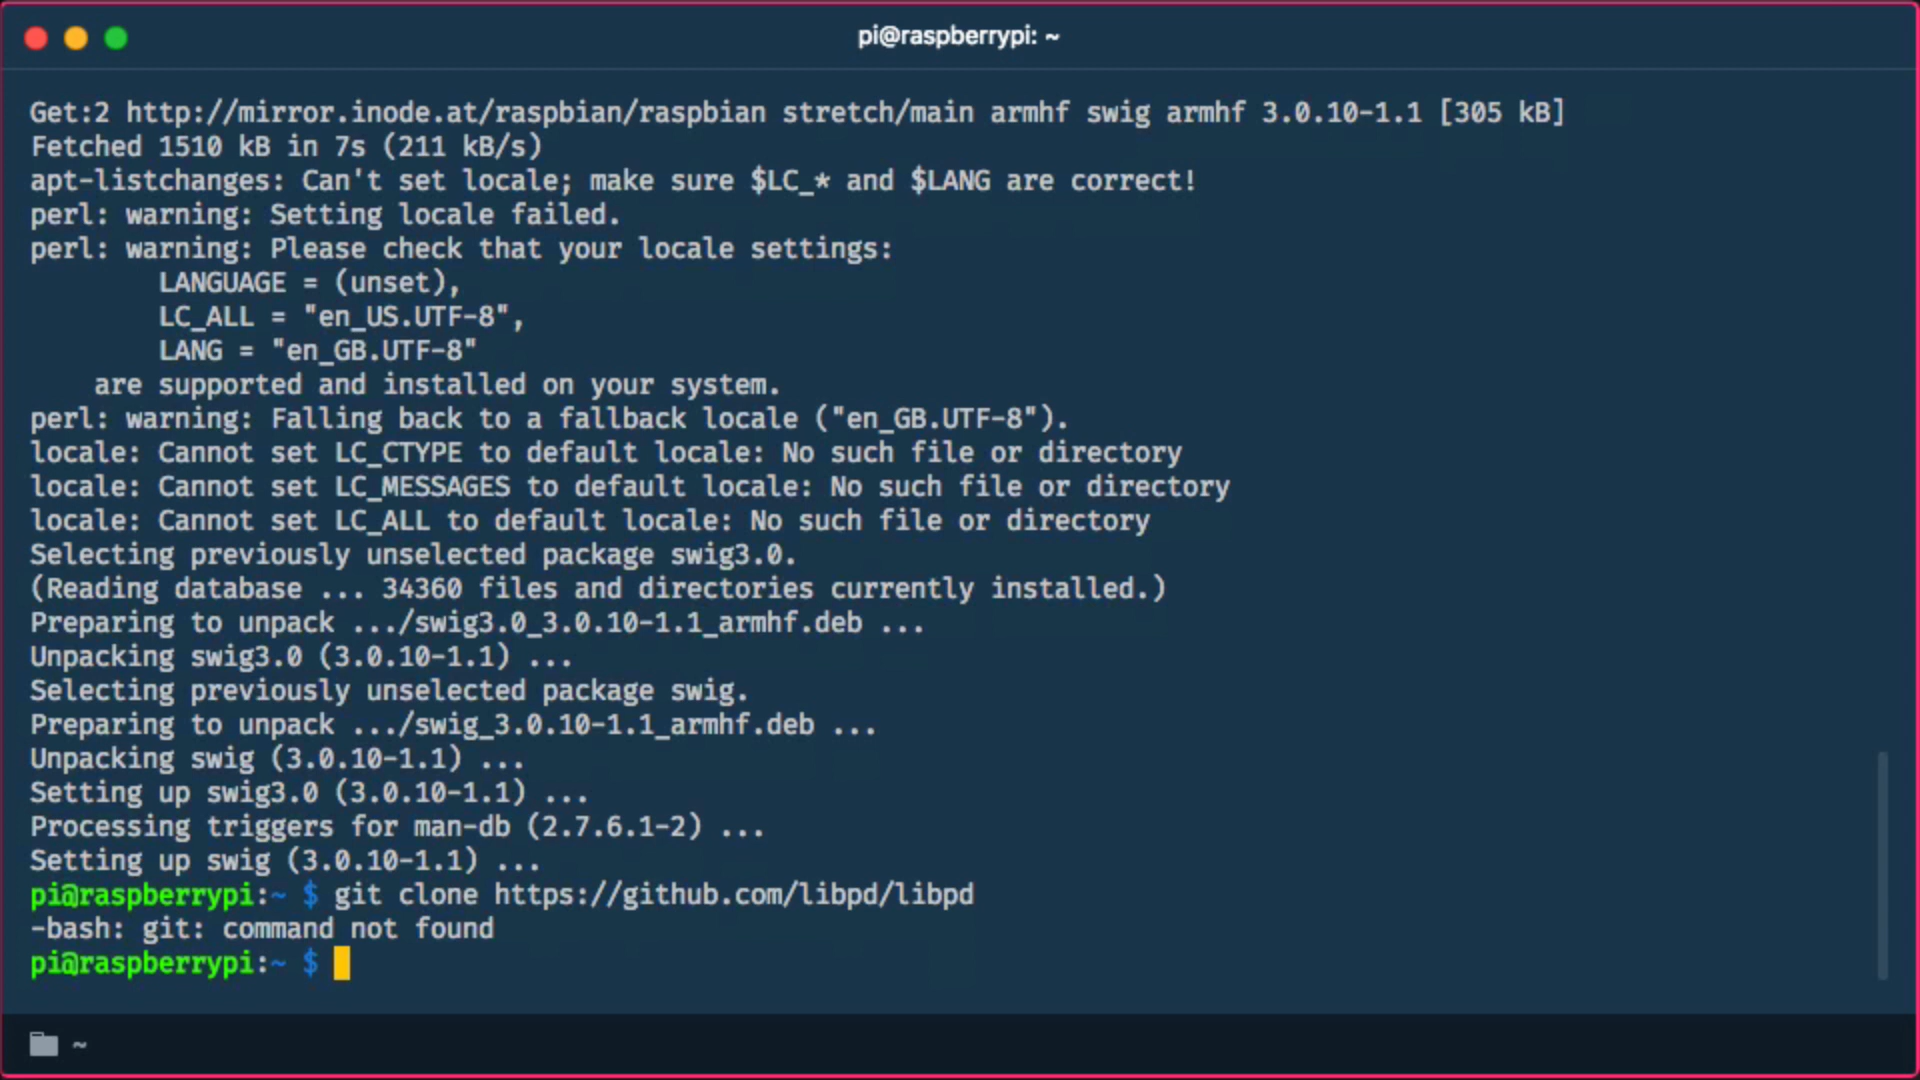 pi@raspberrypi: ~
Get:2 http://mirror.inode.at/raspbian/raspbian stretch/main armhf swig armhf 3.0.10-1.1 [305 kB]
Fetched 1510 kB in 7s (211 kB/s)
apt-listchanges: Can't set locale; make sure $LC_* and $LANG are correct!
perl: warning: Setting locale failed.
perl: warning: Please check that your locale settings:
        LANGUAGE = (unset),
        LC_ALL = "en_US.UTF-8",
        LANG = "en_GB.UTF-8"
    are supported and installed on your system.
perl: warning: Falling back to a fallback locale ("en_GB.UTF-8").
locale: Cannot set LC_CTYPE to default locale: No such file or directory
locale: Cannot set LC_MESSAGES to default locale: No such file or directory
locale: Cannot set LC_ALL to default locale: No such file or directory
Selecting previously unselected package swig3.0.
(Reading database ... 34360 files and directories currently installed.)
Preparing to unpack .../swig3.0_3.0.10-1.1_armhf.deb ...
Unpacking swig3.0 (3.0.10-1.1) ...
Selecting previously unselected package swig.
Preparing to unpack .../swig_3.0.10-1.1_armhf.deb ...
Unpacking swig (3.0.10-1.1) ...
Setting up swig3.0 (3.0.10-1.1) ...
Processing triggers for man-db (2.7.6.1-2) ...
Setting up swig (3.0.10-1.1) ...
pi@raspberrypi:~ $ git clone https://github.com/libpd/libpd
-bash: git: command not found
pi@raspberrypi:~ $
~